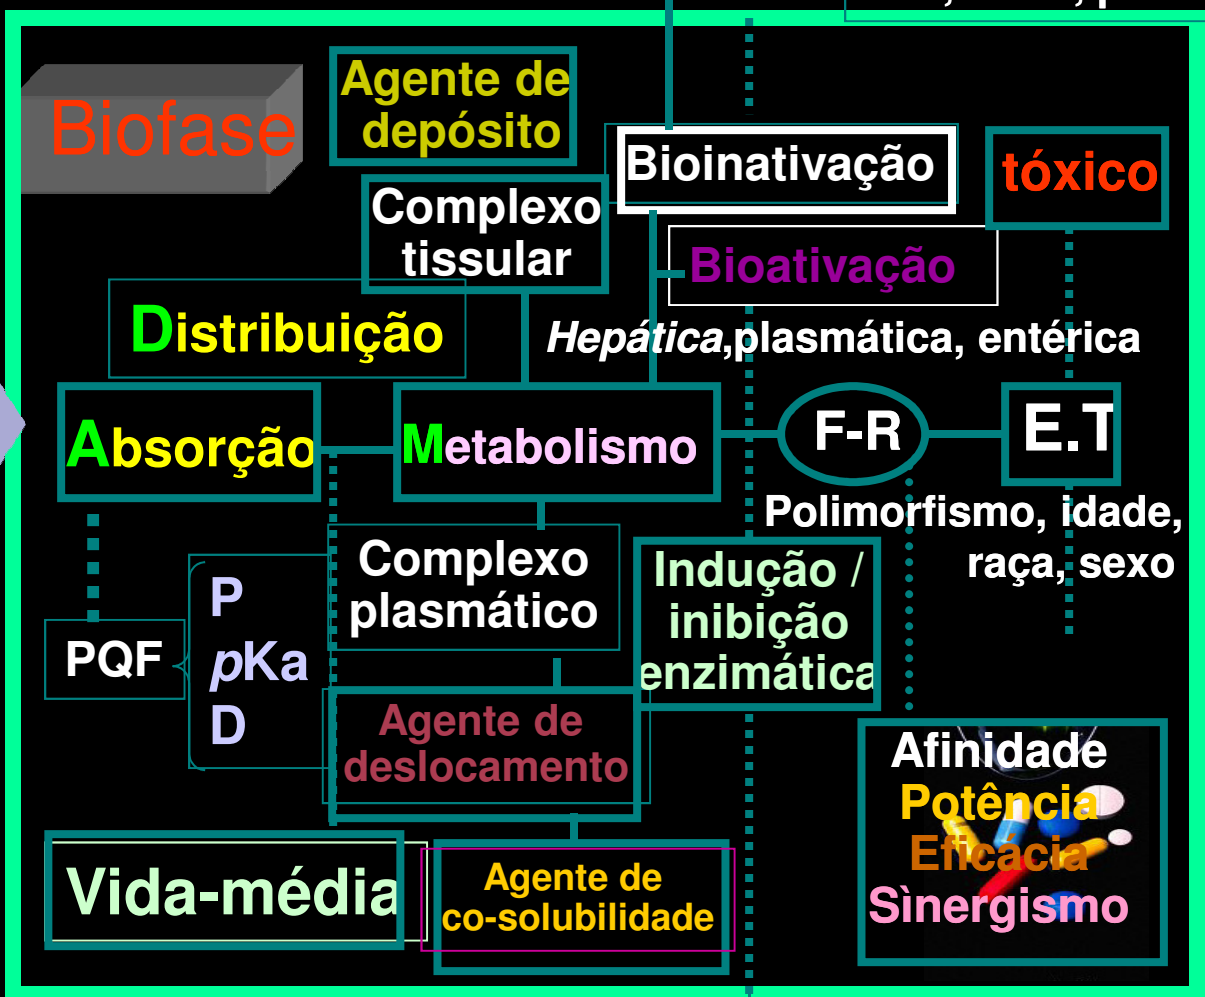 Biofase
Agente de
depósito
Bioinativação
tóxico
Complexo
tissular
Bioativação
Distribuição
Hepática,plasmática, entérica
Absorção
Metabolismo
F-R
E.T
Polimorfismo, idade,
raça, sexo
Complexo
plasmático
Indução /
inibição
enzimática
PQF
P
pKa
D
Agente de
deslocamento
Afinidade
Potência
Eficácia
Sìnergismo
Vida-média
Agente de
co-solubilidade